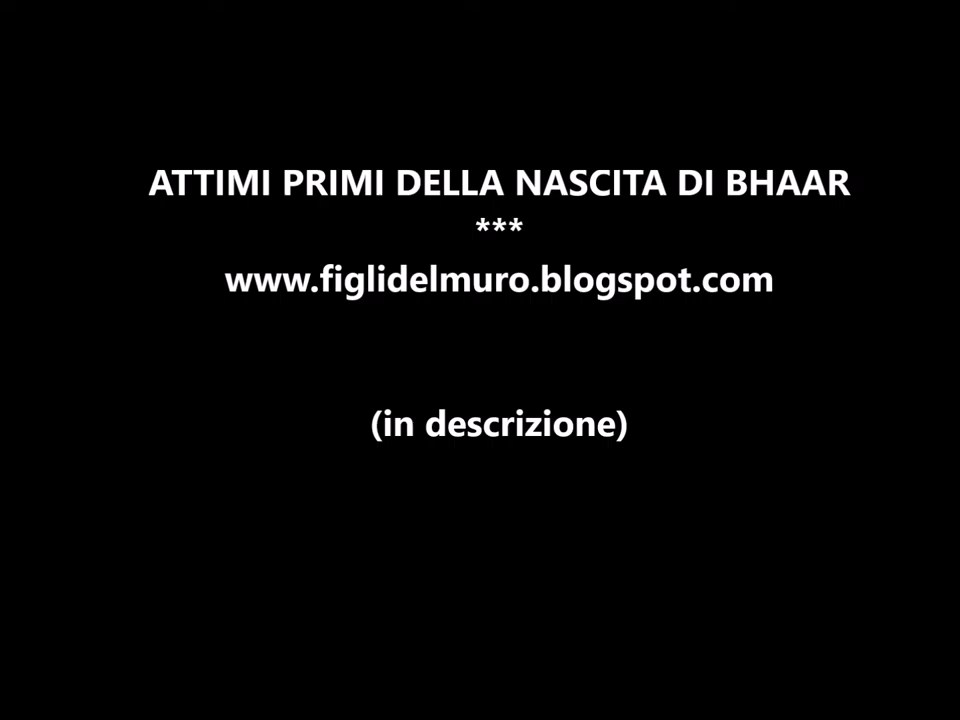 ATTIMI PRIMI DELLA NASCITA DI BHAAR
***
www.figlidelmuro.blogspot.com
(in descrizione)